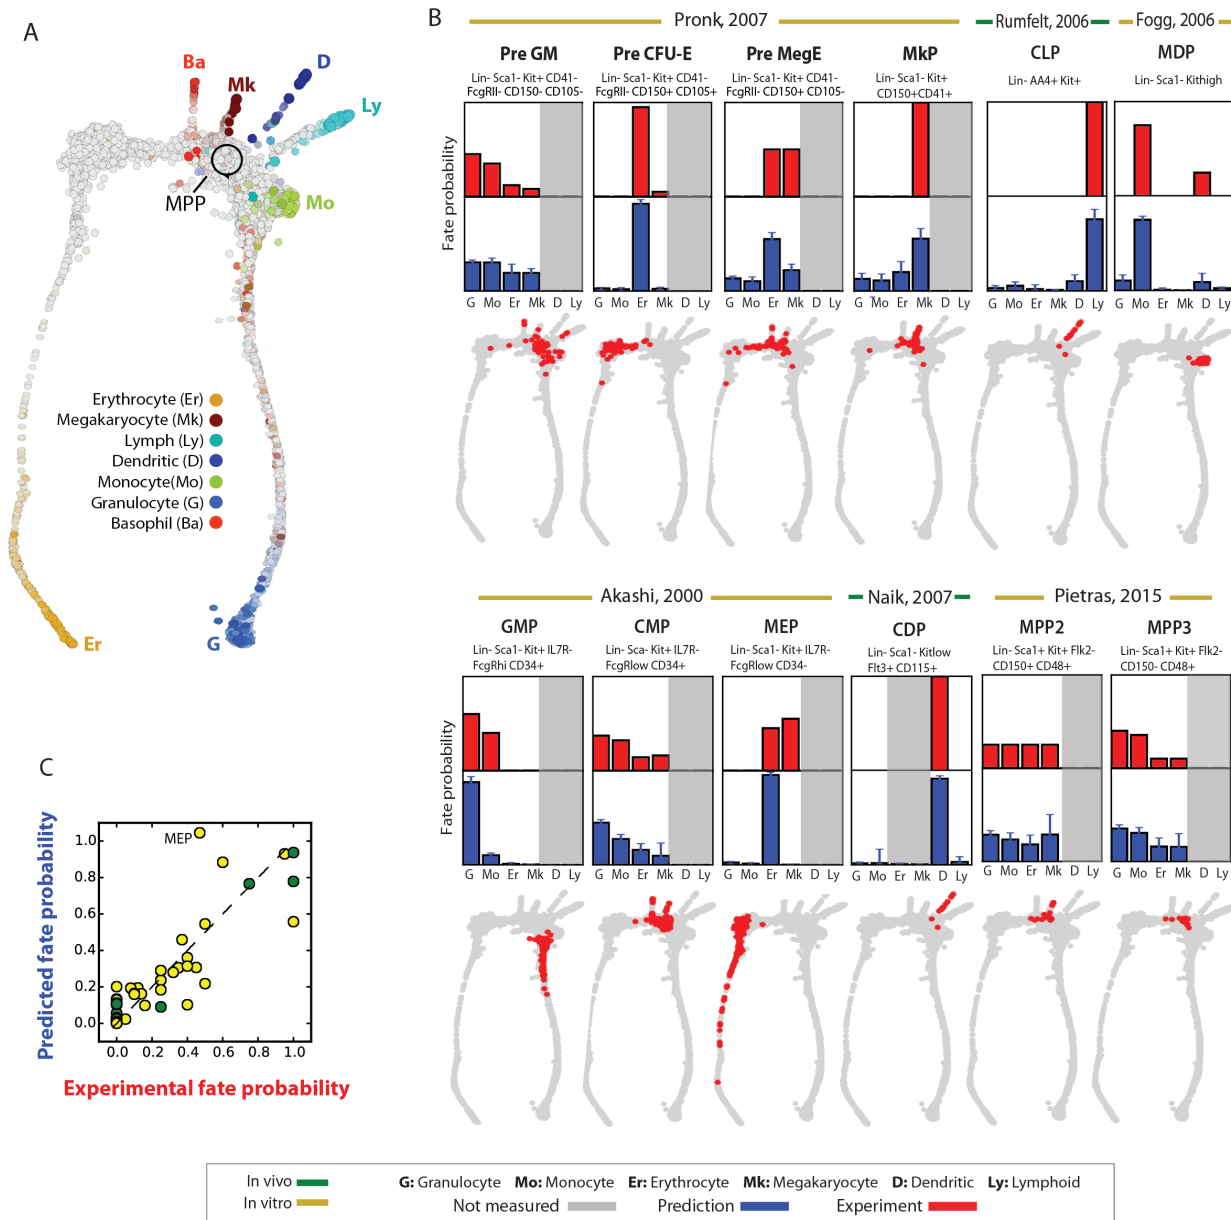 A
Ba
Mk
D
Ly
MPP
Mo
Erythrocyte (Er)
Megakaryocyte (Mk)
Lymph (Ly)
Dendritic (D)
Monocyte(Mo)
Granulocyte (G)
Basophil (Ba)
Er
G
B
Pronk, 2007
Rumfelt, 2006
Fogg, 2006
Pre GM
Pre CFU-E
Pre MegE
MkP
CLP
MDP
Lin- Sca1- Kit+ CD41-
FcgRII- CD150- CD105-
Lin- Sca1- Kit+ CD41-
FcgRII- CD150+ CD105+
Lin- Sca1- Kit+ CD41-
FcgRII- CD150+ CD105-
Lin- Sca1- Kit+
CD150+CD41+
Lin- AA4+ Kit+
Lin- Sca1- Kithigh
Fate probability
G Mo Er Mk D Ly
G Mo Er Mk D Ly
G Mo Er Mk D Ly
G Mo Er Mk D Ly
G Mo Er Mk D Ly
G Mo Er Mk D Ly
Akashi, 2000
Naik, 2007
Pietras, 2015
GMP
CMP
MEP
CDP
MPP2
MPP3
Lin- Sca1- Kit+ IL7R-
FcgRhi CD34+
Lin- Sca- Kit+ IL7R-
FcgRlow CD34+
Lin- Sca1- Kit+ IL7R-
FcgRlow CD34-
Lin- Sca1- Kitlow
Flt3+ CD115+
Lin- Sca1+ Kit+ Flk2-
CD150+ CD48+
Lin- Sca1+ Kit+ Flk2-
CD150- CD48+
Fate probability
G Mo Er Mk D Ly
G Mo Er Mk D Ly
G Mo Er Mk D Ly
G Mo Er Mk D Ly
G Mo Er Mk D Ly
G Mo Er Mk D Ly
C
Predicted fate probability
1.0
0.8
0.6
0.4
0.2
0.0
MEP
0.0 0.2 0.4 0.6 0.8 1.0
Experimental fate probability
In vivo
In vitro
G: Granulocyte Mo: Monocyte Er: Erythrocyte Mk: Megakaryocyte D: Dendritic Ly: Lymphoid
Not measured Prediction Experiment